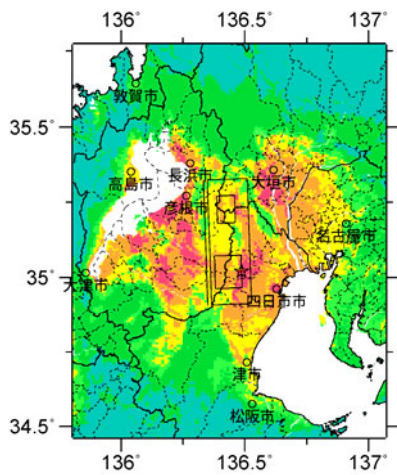 136° 136.5° 137°
敦賀市
35.5°
長浜市
高島市
大垣市
彦根市
名古屋市
35°
大津市
四日市市
津市
松阪市
34.5°
136° 136.5° 137°